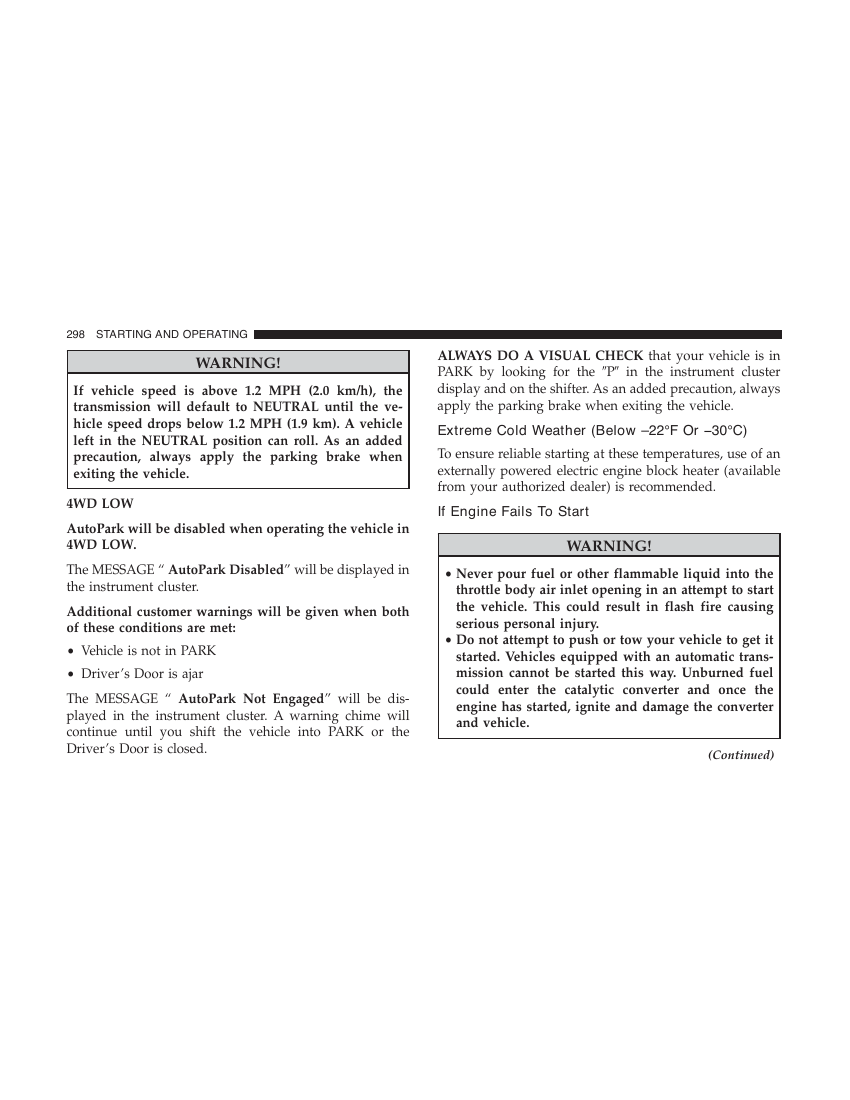 298 STARTING AND OPERATING
WARNING!
If vehicle speed is above 1.2 MPH (2.0 km/h), the
transmission will default to NEUTRAL until the ve-
hicle speed drops below 1.2 MPH (1.9 km). A vehicle
left in the NEUTRAL position can roll. As an added
precaution, always apply the parking brake when
exiting the vehicle.
4WD LOW
AutoPark will be disabled when operating the vehicle in
4WD LOW.
The MESSAGE “ AutoPark Disabled” will be displayed in
the instrument cluster.
Additional customer warnings will be given when both
of these conditions are met:
• Vehicle is not in PARK
• Driver’s Door is ajar
The MESSAGE “ AutoPark Not Engaged” will be dis-
played in the instrument cluster. A warning chime will
continue until you shift the vehicle into PARK or the
Driver’s Door is closed.
ALWAYS DO A VISUAL CHECK that your vehicle is in
PARK by looking for the "P" in the instrument cluster
display and on the shifter. As an added precaution, always
apply the parking brake when exiting the vehicle.
Extreme Cold Weather (Below –22°F Or −30°C)
To ensure reliable starting at these temperatures, use of an
externally powered electric engine block heater (available
from your authorized dealer) is recommended.
If Engine Fails To Start
WARNING!
• Never pour fuel or other flammable liquid into the
throttle body air inlet opening in an attempt to start
the vehicle. This could result in flash fire causing
serious personal injury.
• Do not attempt to push or tow your vehicle to get it
started. Vehicles equipped with an automatic trans-
mission cannot be started this way. Unburned fuel
could enter the catalytic converter and once the
engine has started, ignite and damage the converter
and vehicle.
(Continued)